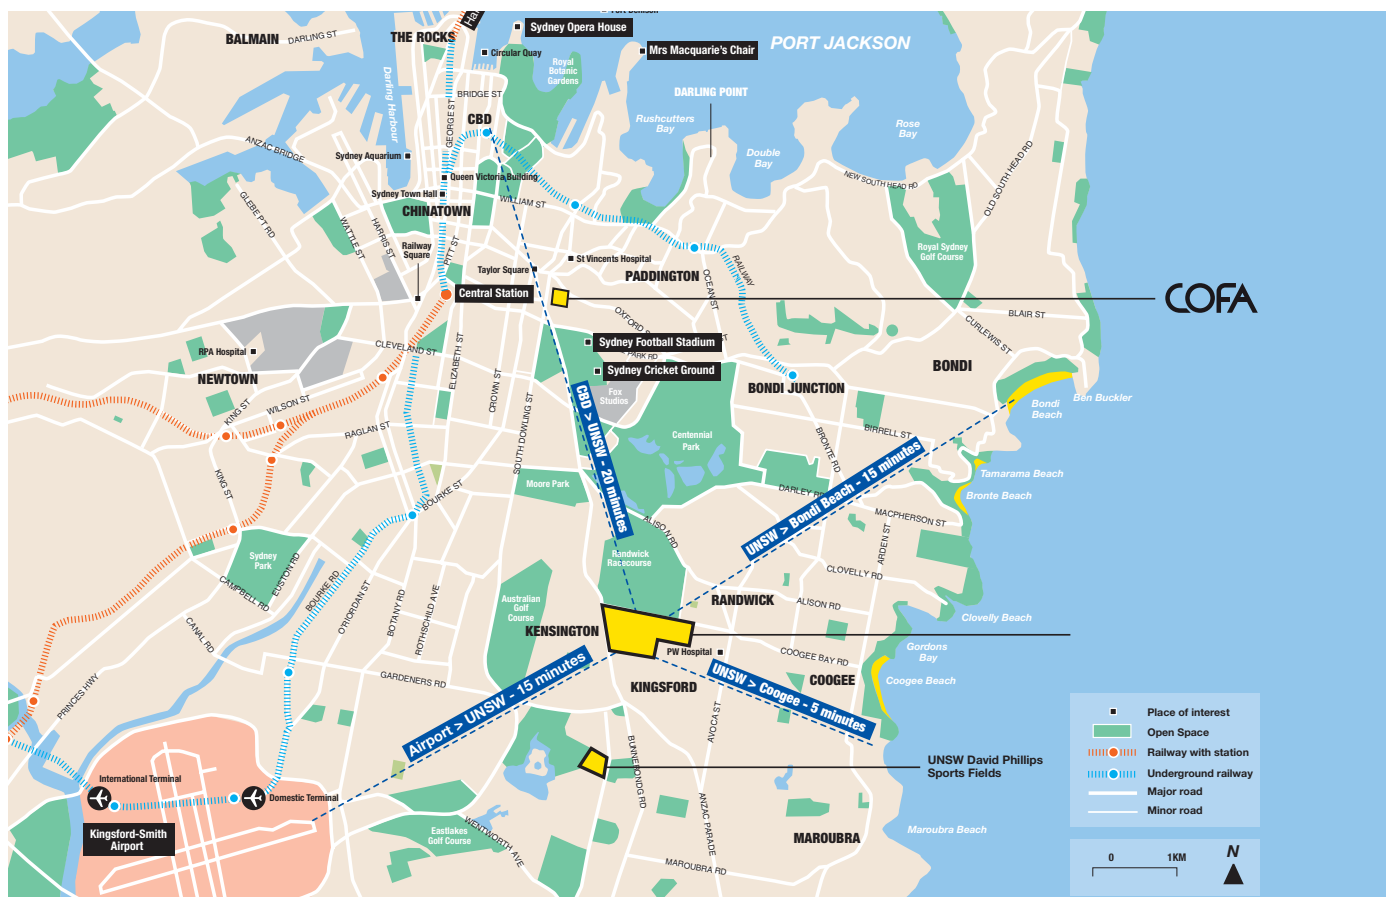 Sydney Opera House
BALMAIN
DARLING ST
THE ROCKS
Circular Quay
Mrs Macquarie's Chair
PORT JACKSON
Royal
Botanic
Gardens
Darling Harbour
BRIDGE ST
GEORGE ST
DARLING POINT
Rushcutters
Bay
Rose
Bay
CBD
Double
Bay
ANZAC BRIDGE
Sydney Aquarium
Queen Victoria Building
Sydney Town Hall
NEW SOUTH HEAD RD
OLD SOUTH HEAD RD
GLEBE PT RD
WATTLE ST
HARRIS ST
CHINATOWN
WILLIAM ST
PITT ST
Railway
Square
St Vincents Hospital
Taylor Square
PADDINGTON
OCEAN ST
RAILWAY
Royal Sydney
Golf Course
Central Station
COFA
BLAIR ST
CURLEWIS ST
OXFORD S
Sydney Football Stadium
PARK RD
RPA Hospital
CLEVELAND ST
ELIZABETH ST
Sydney Cricket Ground
NEWTOWN
CROWN ST
BONDI JUNCTION
BONDI
Fox
Studios
Bondi
Beach
Ben Buckler
KING ST
WILSON ST
RAGLAN ST
SOUTH DOWLING ST
CBD > UNSW - 20 minutes
Centennial
Park
BRONTE RD
BIRRELL ST
UNSW > Bondi Beach - 15 minutes
KING ST
Tamarama Beach
Moore Park
BOURKE ST
DARLEY RD
Bronte Beach
MACPHERSON ST
ALISON RD
ARDEN ST
Sydney
Park
EUSTON RD
Randwick
Racecourse
CAMPBELL RD
BOURKE RD
O'RIORDAN ST
BOTANY RD
ROTHSCHILD AVE
CLOVELLY RD
Australian
Golf
Course
RANDWICK
ALISON RD
Clovelly Beach
CANAL RD
KENSINGTON
PW Hospital
COOGEE BAY RD
Gordons
Bay
GARDENERS RD
KINGSFORD
UNSW > Coogee - 5 minutes
COOGEE
Coogee Beach
PRINCES HWY
Airport > UNSW - 15 minutes
AVOCA ST
Place of interest
Open Space
Railway with station
Underground railway
Major road
Minor road
BUNNERONDG RD
UNSW David Phillips
Sports Fields
International Terminal
Domestic Terminal
Kingsford-Smith
Airport
ANZAC PARADE
Eastlakes
Golf Course
WENTWORTH AVE
MAROUBRA
Maroubra Beach
MAROUBRA RD
0 1KM
N